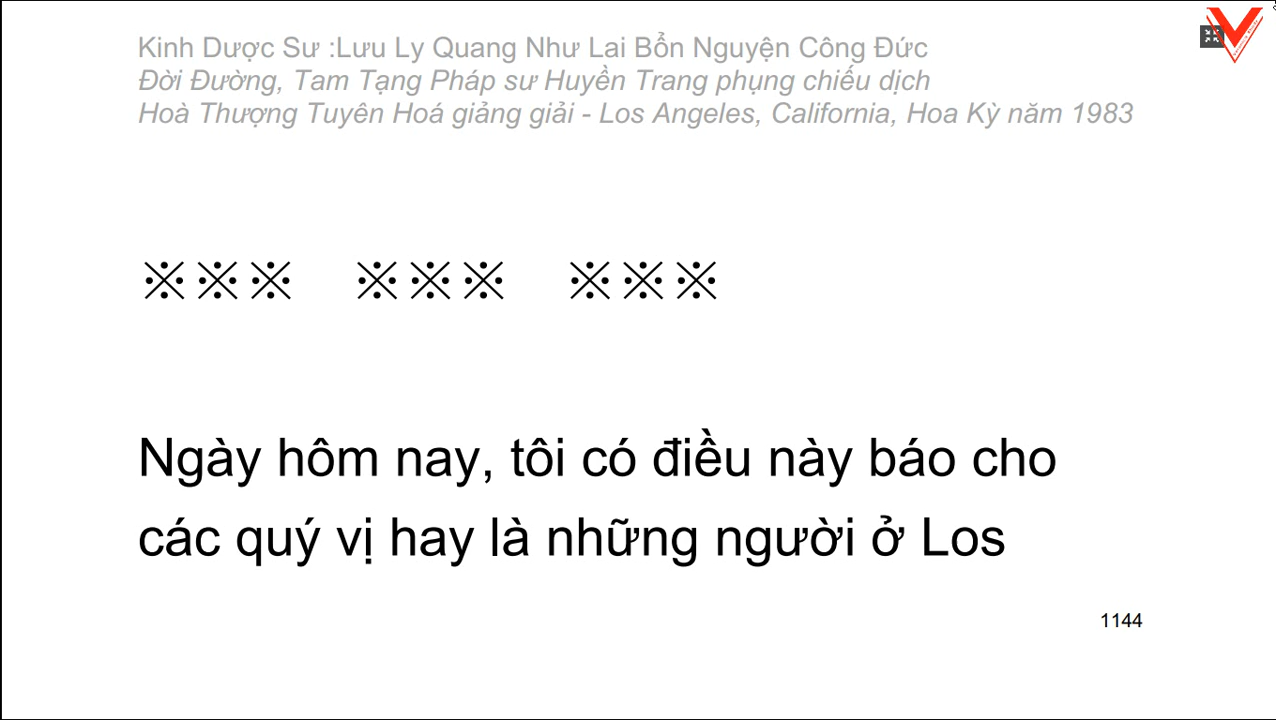 Kinh Dược Sư :Lưu Ly Quang Như Lai Bổn Nguyện Công Đức
Đời Đường, Tam Tạng Pháp sư Huyền Trang phụng chiếu dịch
Hoà Thượng Tuyên Hoá giảng giải - Los Angeles, California, Hoa Kỳ năm 1983
※※※ ※※※ ※※※
Ngày hôm nay, tôi có điều này báo cho
các quý vị hay là những người ở Los
1144